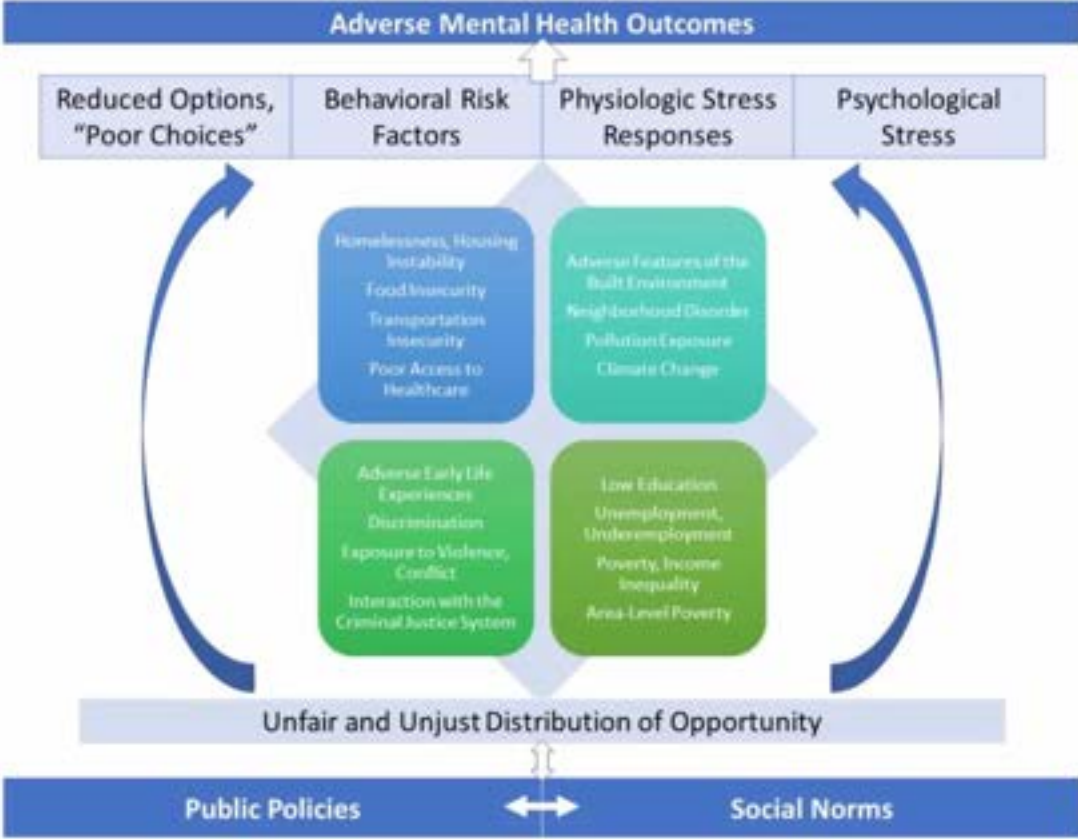 Adverse Mental Health Outcomes
Reduced Options,
“Poor Choices”
Behavioral Risk
Factors
Physiologic Stress
Responses
Psychological
Stress
Homelessness, Housing
Instability
Food Insecurity
Transportation
Insecurity
Poor Access to
Healthcare
Adverse Features of the
Built Environment
Neighborhood Disorder
Pollution Exposure
Climate Change
Adverse Early Life
Experiences
Discrimination
Exposure to Violence,
Conflict
Interaction with the
Criminal Justice System
Low Education
Unemployment,
Underemployment
Poverty, Income
Inequality
Area-Level Poverty
Unfair and Unjust Distribution of Opportunity
Public Policies
Social Norms